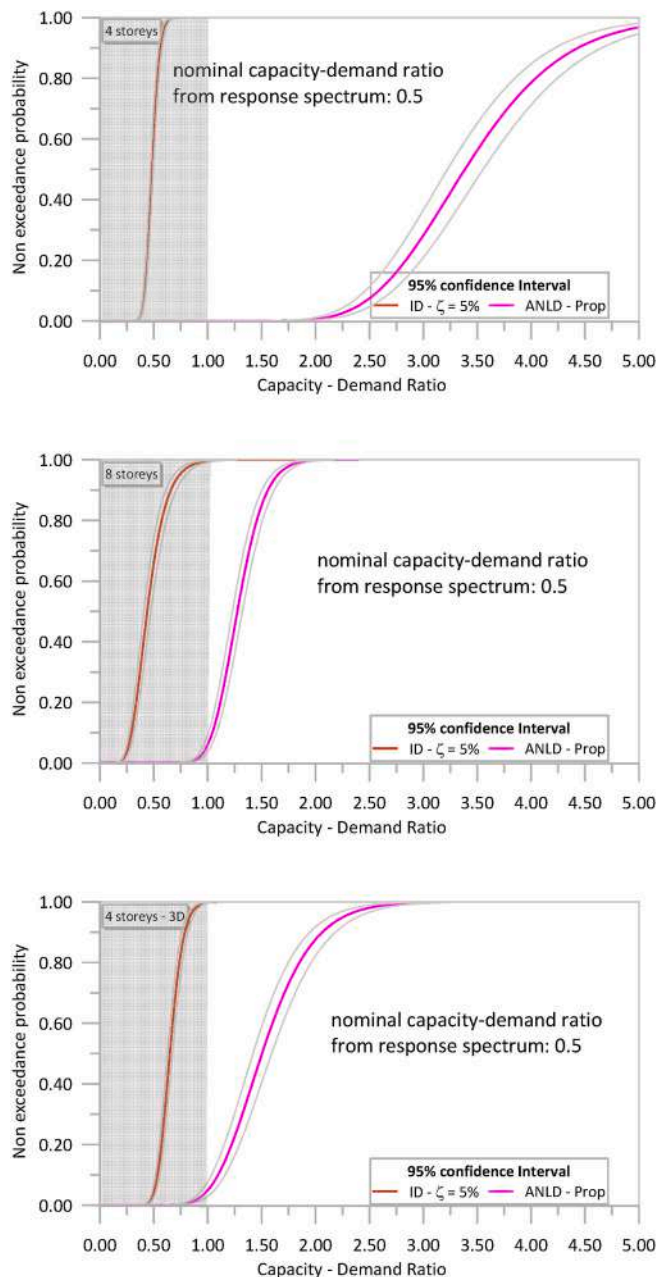 1.00
4 storeys
nominal capacity-demand ratio
from response spectrum: 0.5
0.80
0.60
0.40
0.20
0.00
Non exceedance probability
95% confidence Interval
ID - ζ = 5% ANLD - Prop
0.00 0.50 1.00 1.50 2.00 2.50 3.00 3.50 4.00 4.50 5.00
Capacity - Demand Ratio
1.00
8 storeys
0.80
0.60
0.40
0.20
0.00
Non exceedance probability
nominal capacity-demand ratio
from response spectrum: 0.5
95% confidence Interval
ID - ζ = 5% ANLD - Prop
0.00 0.50 1.00 1.50 2.00 2.50 3.00 3.50 4.00 4.50 5.00
Capacity - Demand Ratio
1.00
4 storeys - 3D
0.80
0.60
0.40
0.20
0.00
Non exceedance probability
nominal capacity-demand ratio
from response spectrum: 0.5
95% confidence Interval
ID - ζ = 5% ANLD - Prop
0.00 0.50 1.00 1.50 2.00 2.50 3.00 3.50 4.00 4.50 5.00
Capacity - Demand Ratio